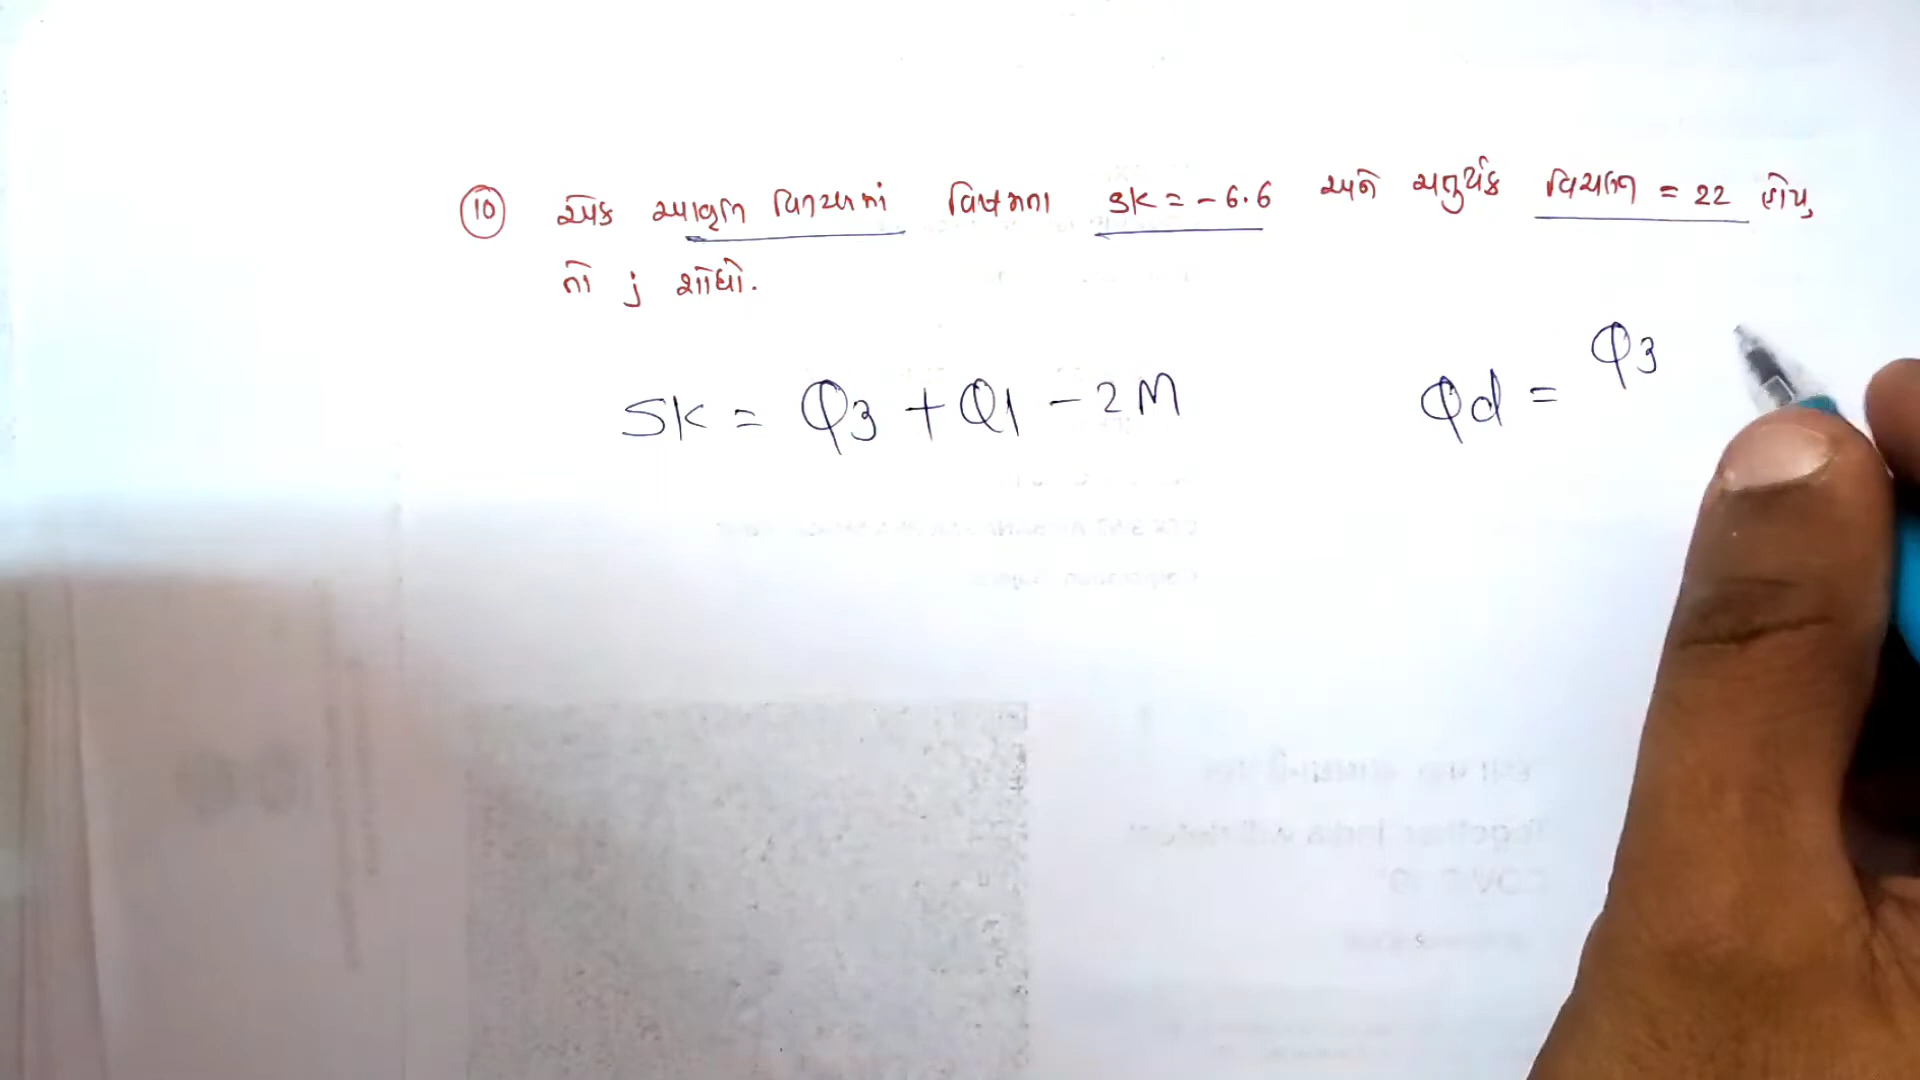 10 એક આવૃત્તિ વિતરણમાં વિષમતા SK = -6.6 અને ચતુર્થક વિચલન = 22 હોય,
તો j શોધો.
SK = Q3 + Q1 - 2M
Qd = Q3